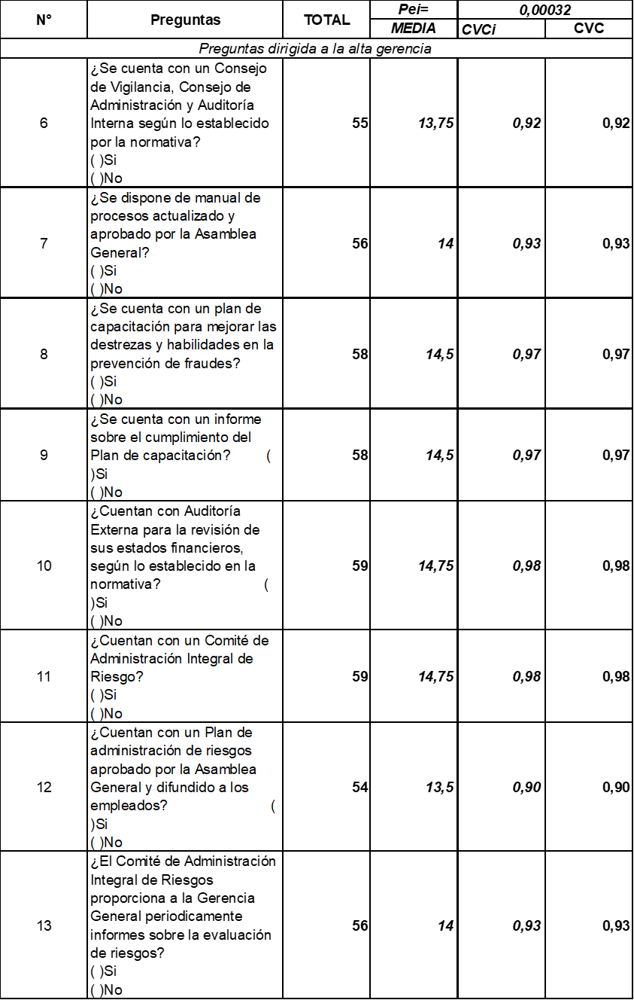 N° Preguntas TOTAL Pei= 0,00032
MEDIA CVCi CVC
Preguntas dirigida a la alta gerencia
¿Se cuenta con un Consejo
de Vigilancia, Consejo de
Administración y Auditoría
6 Interna según lo establecido 55 13,75 0,92 0,92
por la normativa?
( )Si
( )No
¿Se dispone de manual de
procesos actualizado y
aprobado por la Asamblea
7 General? 56 14 0,93 0,93
( )Si
( )No
¿Se cuenta con un plan de
capacitación para mejorar las
destrezas y habilidades en la
8 prevención de fraudes? 58 14,5 0,97 0,97
( )Si
( )No
¿Se cuenta con un informe
sobre el cumplimiento del
9 Plan de capacitación? ( 58 14,5 0,97 0,97
)Si
( )No
¿Cuentan con Auditoría
Externa para la revisión de
sus estados financieros,
10 según lo establecido en la 59 14,75 0,98 0,98
normativa? (
)Si
( )No
¿Cuentan con un Comité de
Administración Integral de
11 Riesgo? 59 14,75 0,98 0,98
( )Si
( )No
¿Cuentan con un Plan de
administración de riesgos
aprobado por la Asamblea
12 General y difundido a los 54 13,5 0,90 0,90
empleados? (
)Si
( )No
¿El Comité de Administración
Integral de Riesgos
proporciona a la Gerencia
General periodicamente
13 informes sobre la evaluación 56 14 0,93 0,93
de riesgos?
( )Si
( )No